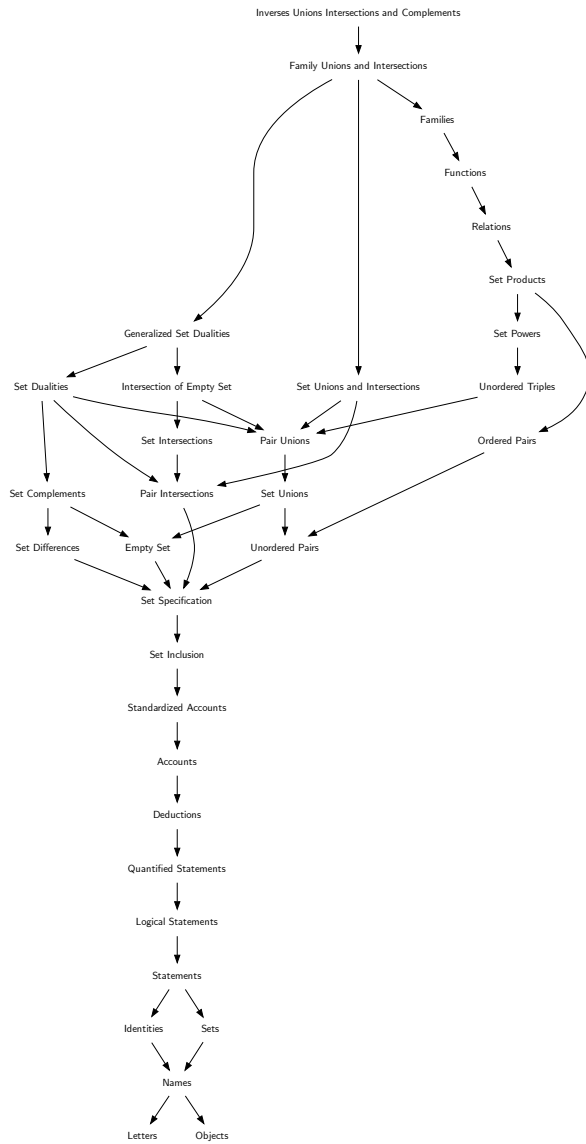 Inverses Unions Intersections and Complements
Family Unions and Intersections
Families
Functions
Relations
Set Products
Generalized Set Dualities
Set Powers
Set Dualities
Intersection of Empty Set
Set Unions and Intersections
Unordered Triples
Set Intersections
Pair Unions
Ordered Pairs
Set Complements
Pair Intersections
Set Unions
Set Differences
Empty Set
Unordered Pairs
Set Specification
Set Inclusion
Standardized Accounts
Accounts
Deductions
Quantified Statements
Logical Statements
Statements
Identities
Sets
Names
Letters
Objects